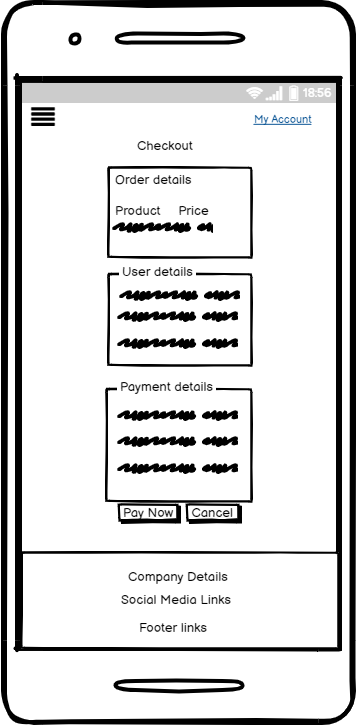 18:56
My Account
Checkout
Order details
Product Price
User details
Payment details
Pay Now Cancel
Company Details
Social Media Links
Footer links